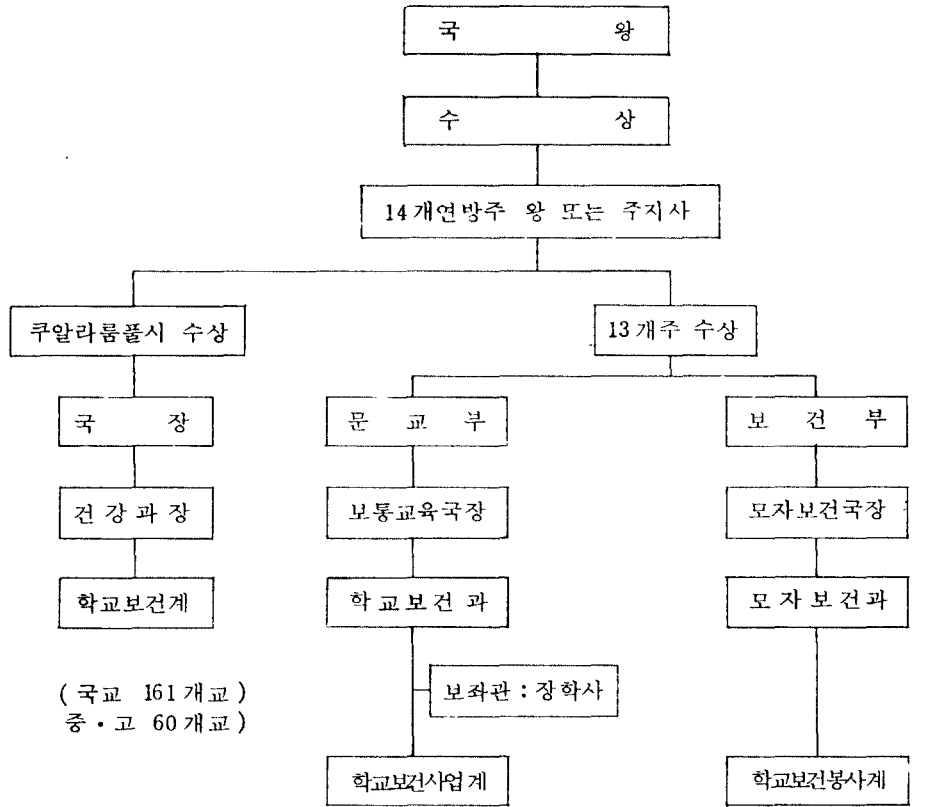 국 왕
수 상
14개연방주 왕 또는 주지사
쿠알라룸풀시 수상
13개주 수상
국 장
문 교 부
보 건 부
건강과장
보통교육국장
모자보건국장
학교보건계
학교보건과
모자보건과
(국교 161개교)
중·고 60개교)
보좌관 : 장학사
학교보건사업계
학교보건봉사계